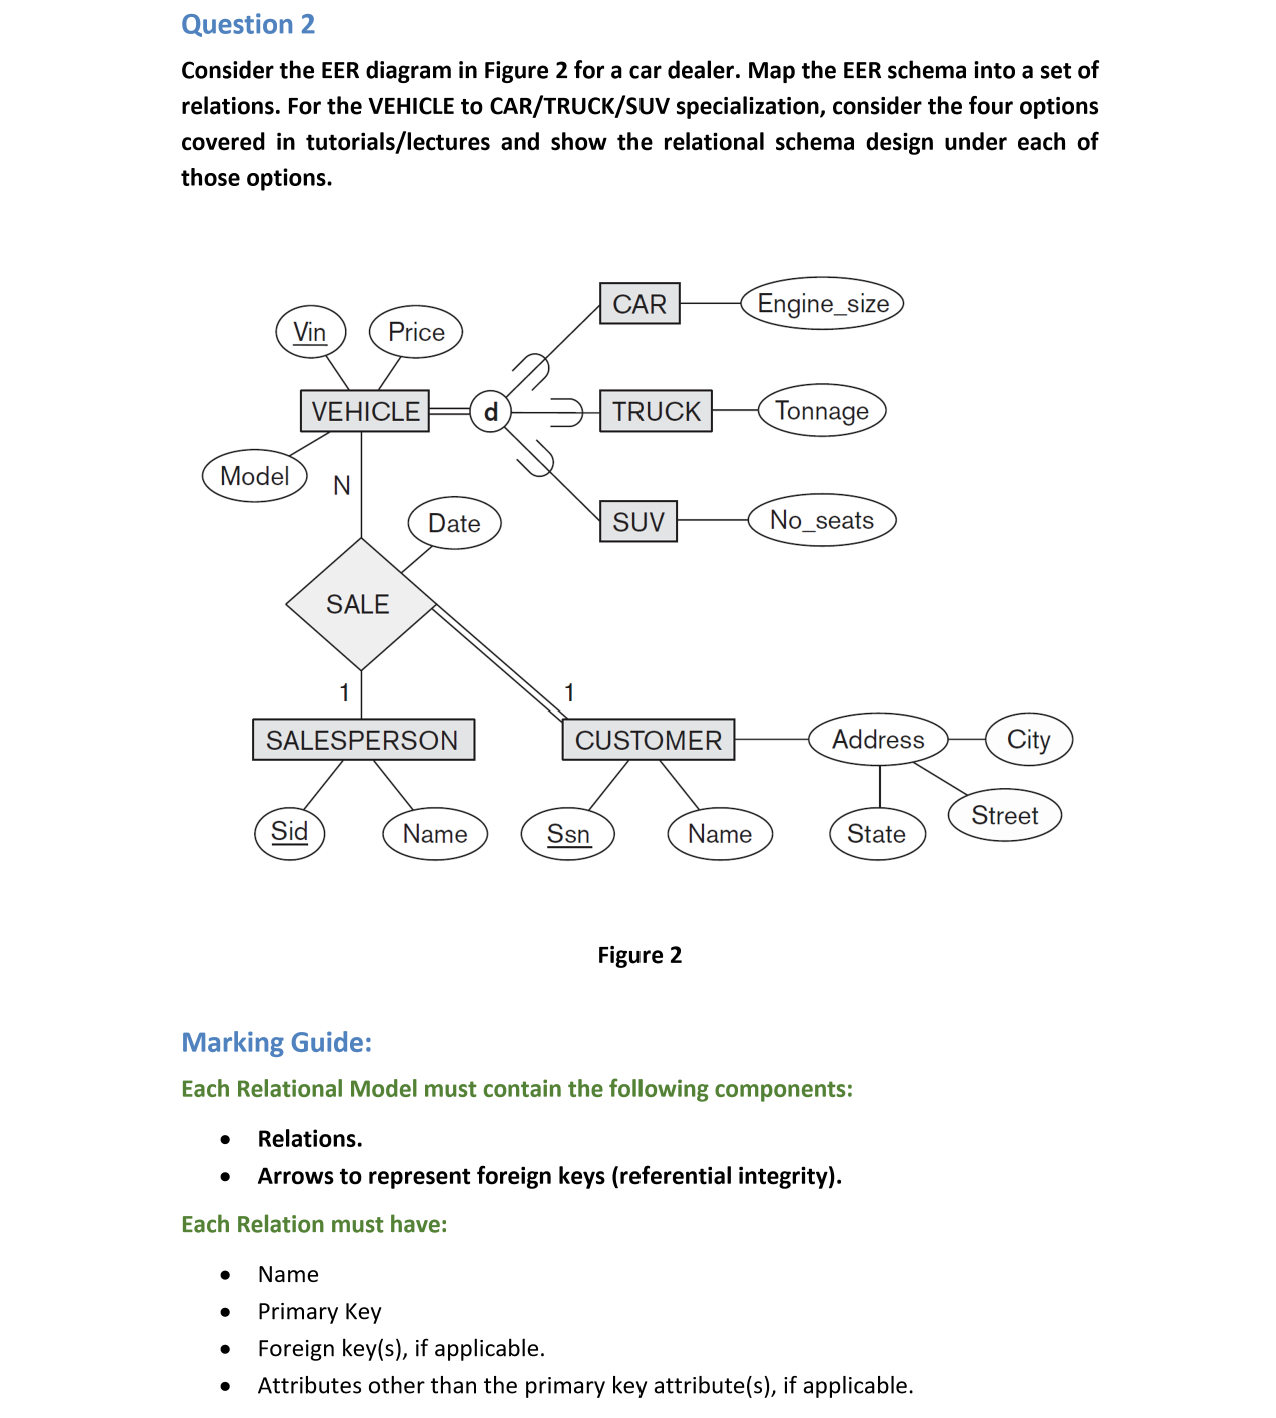 Question 2
Consider the EER diagram in Figure 2 for a car dealer. Map the EER schema into a set of
relations. For the VEHICLE to CAR/TRUCK/SUV specialization, consider the four options
covered in tutorials/lectures and show the relational schema design under each of
those options.
CAR
Engine_size
Vin
Price
VEHICLE
d
TRUCK
Tonnage
Model
N
Date
SUV
No_seats
SALE
1
1
SALESPERSON
CUSTOMER
Address
City
Sid
Name
Ssn
Name
State
Street
Figure 2
Marking Guide:
Each Relational Model must contain the following components:
• Relations.
• Arrows to represent foreign keys (referential integrity).
Each Relation must have:
• Name
• Primary Key
• Foreign key(s), if applicable.
• Attributes other than the primary key attribute(s), if applicable.